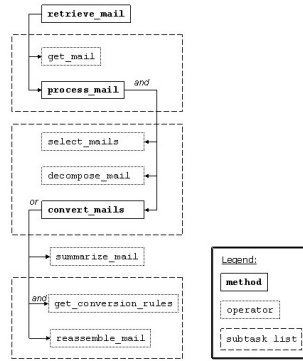 retrieve_mail
get_mail
and
process_mail
select_mails
decompose_mail
or
convert_mails
summarize_mail
and
get_conversion_rules
reassemble_mail
Legend:
method
operator
subtask list